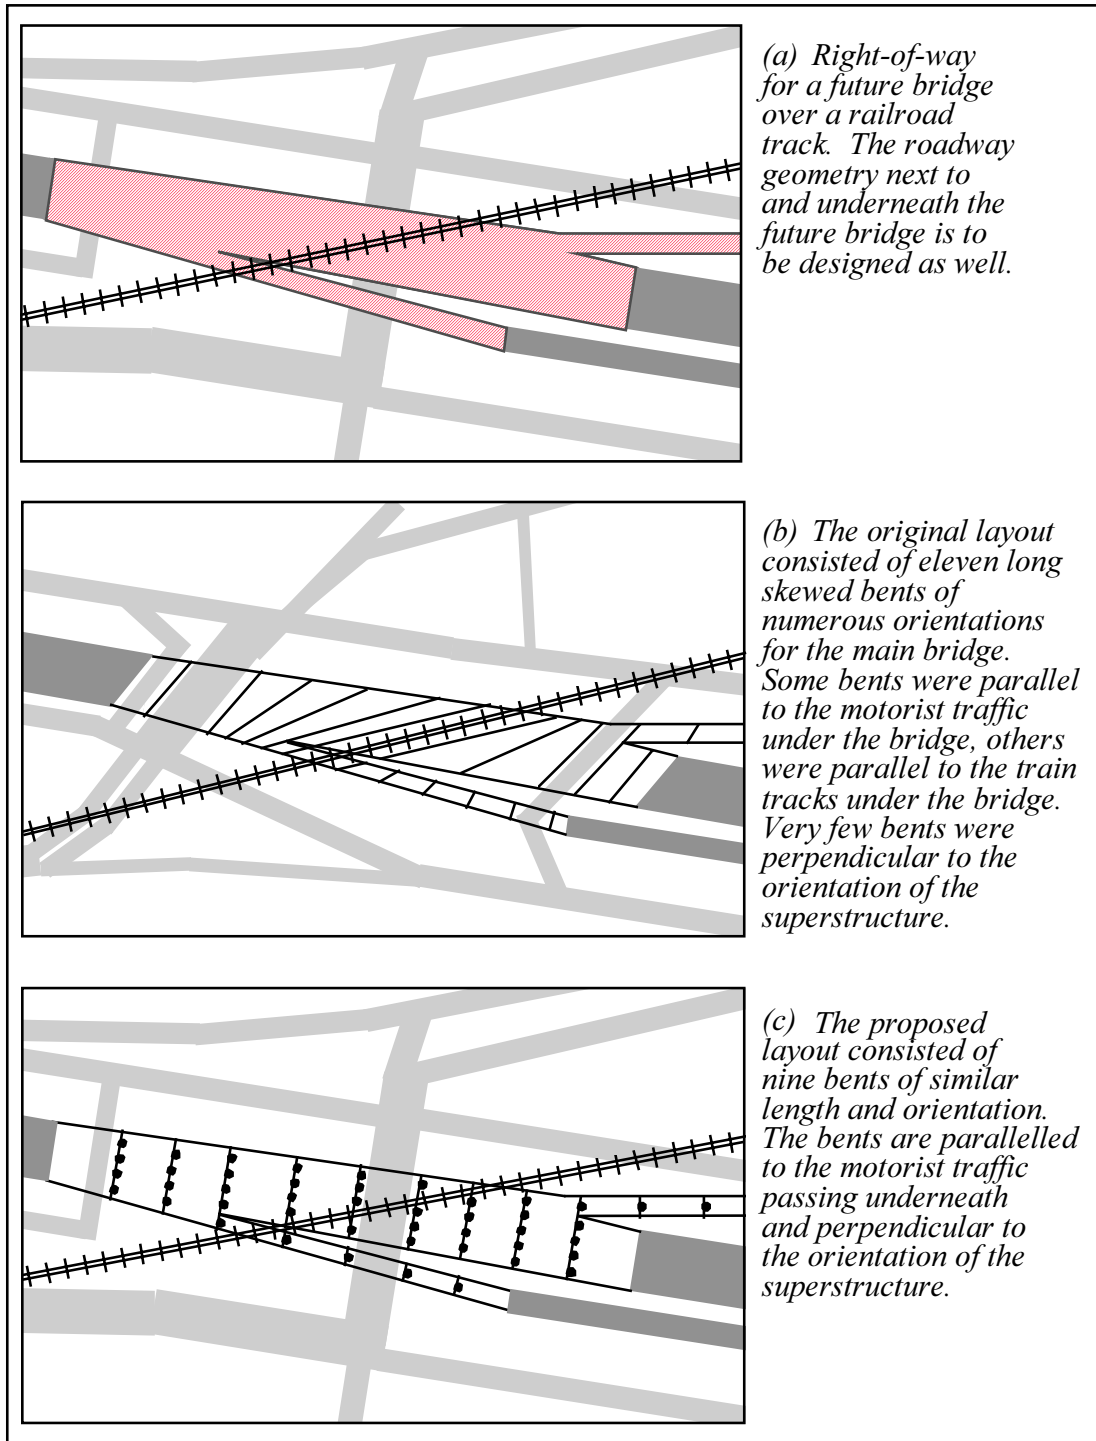 (a) Right-of-way
for a future bridge
over a railroad
track. The roadway
geometry next to
and underneath the
future bridge is to
be designed as well.
(b) The original layout
consisted of eleven long
skewed bents of
numerous orientations
for the main bridge.
Some bents were parallel
to the motorist traffic
under the bridge, others
were parallel to the train
tracks under the bridge.
Very few bents were
perpendicular to the
orientation of the
superstructure.
(c) The proposed
layout consisted of
nine bents of similar
length and orientation.
The bents are parallelled
to the motorist traffic
passing underneath
and perpendicular to
the orientation of the
superstructure.